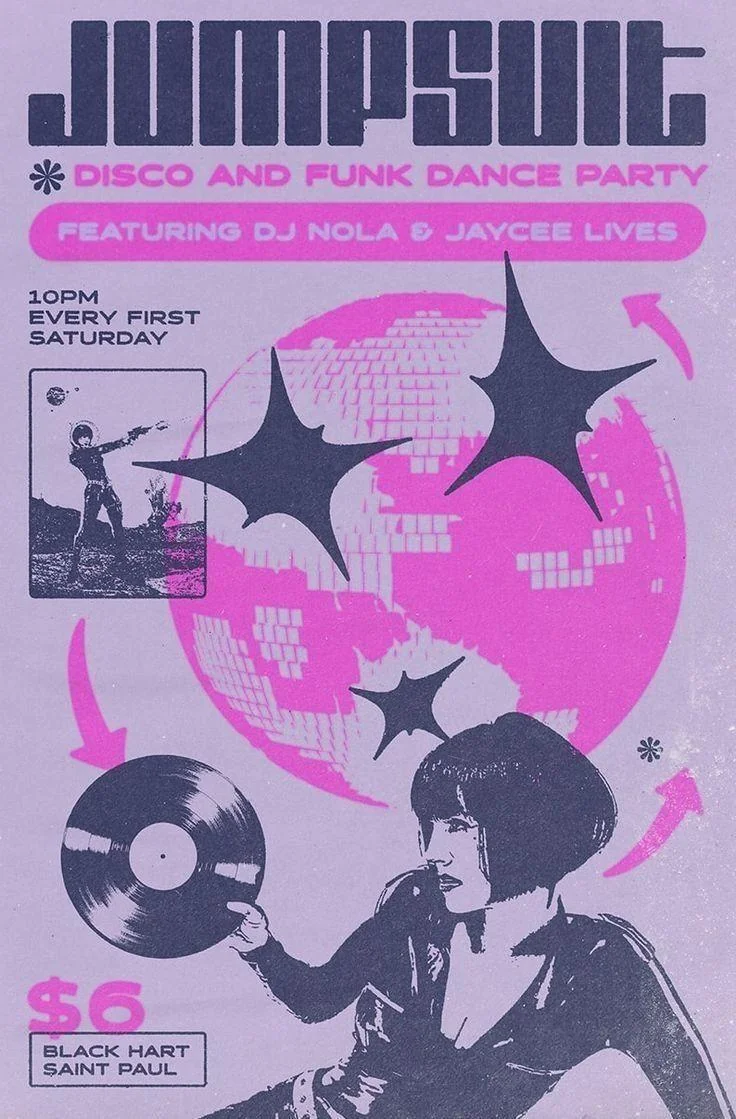 JUMPSUIT
DISCO AND FUNK DANCE PARTY
FEATURING DJ NOLA & JAYCEE LIVES
10PM
EVERY FIRST
SATURDAY
$6
BLACK HART
SAINT PAUL